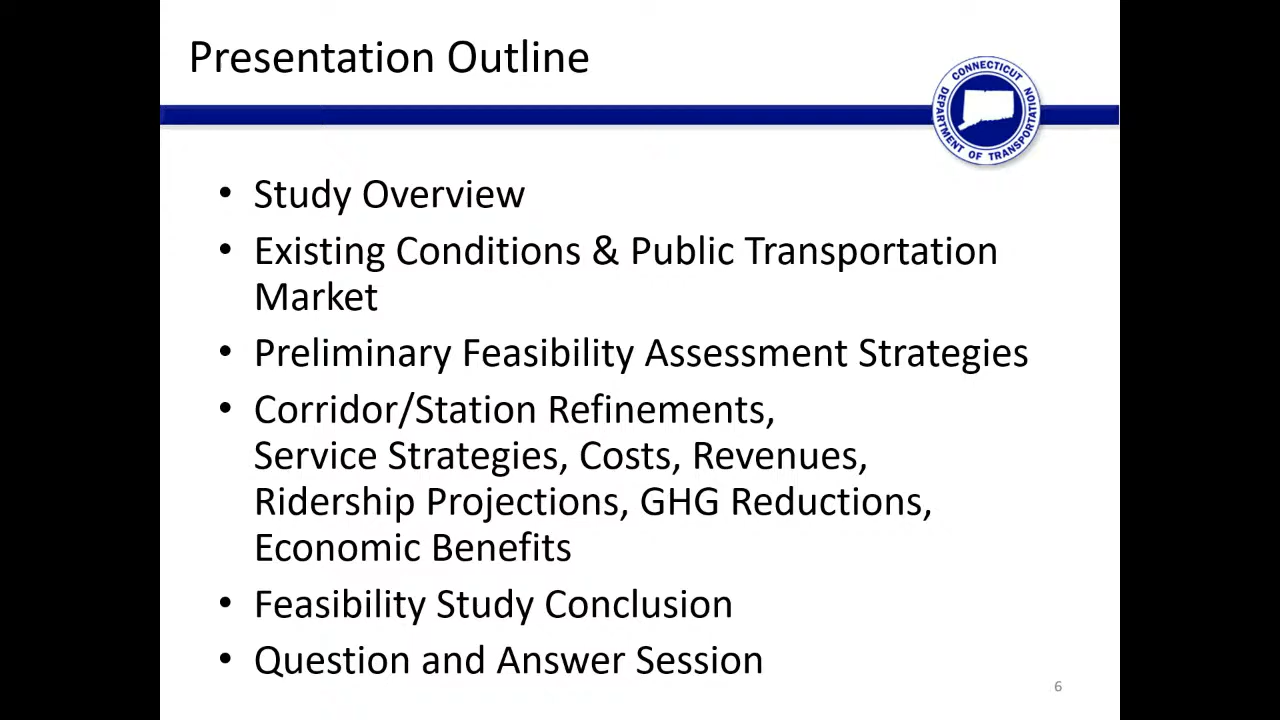 Presentation Outline
CONNECTICUT
DEPARTMENT OF TRANSPORTATION
• Study Overview
• Existing Conditions & Public Transportation
Market
• Preliminary Feasibility Assessment Strategies
• Corridor/Station Refinements,
Service Strategies, Costs, Revenues,
Ridership Projections, GHG Reductions,
Economic Benefits
• Feasibility Study Conclusion
• Question and Answer Session
6